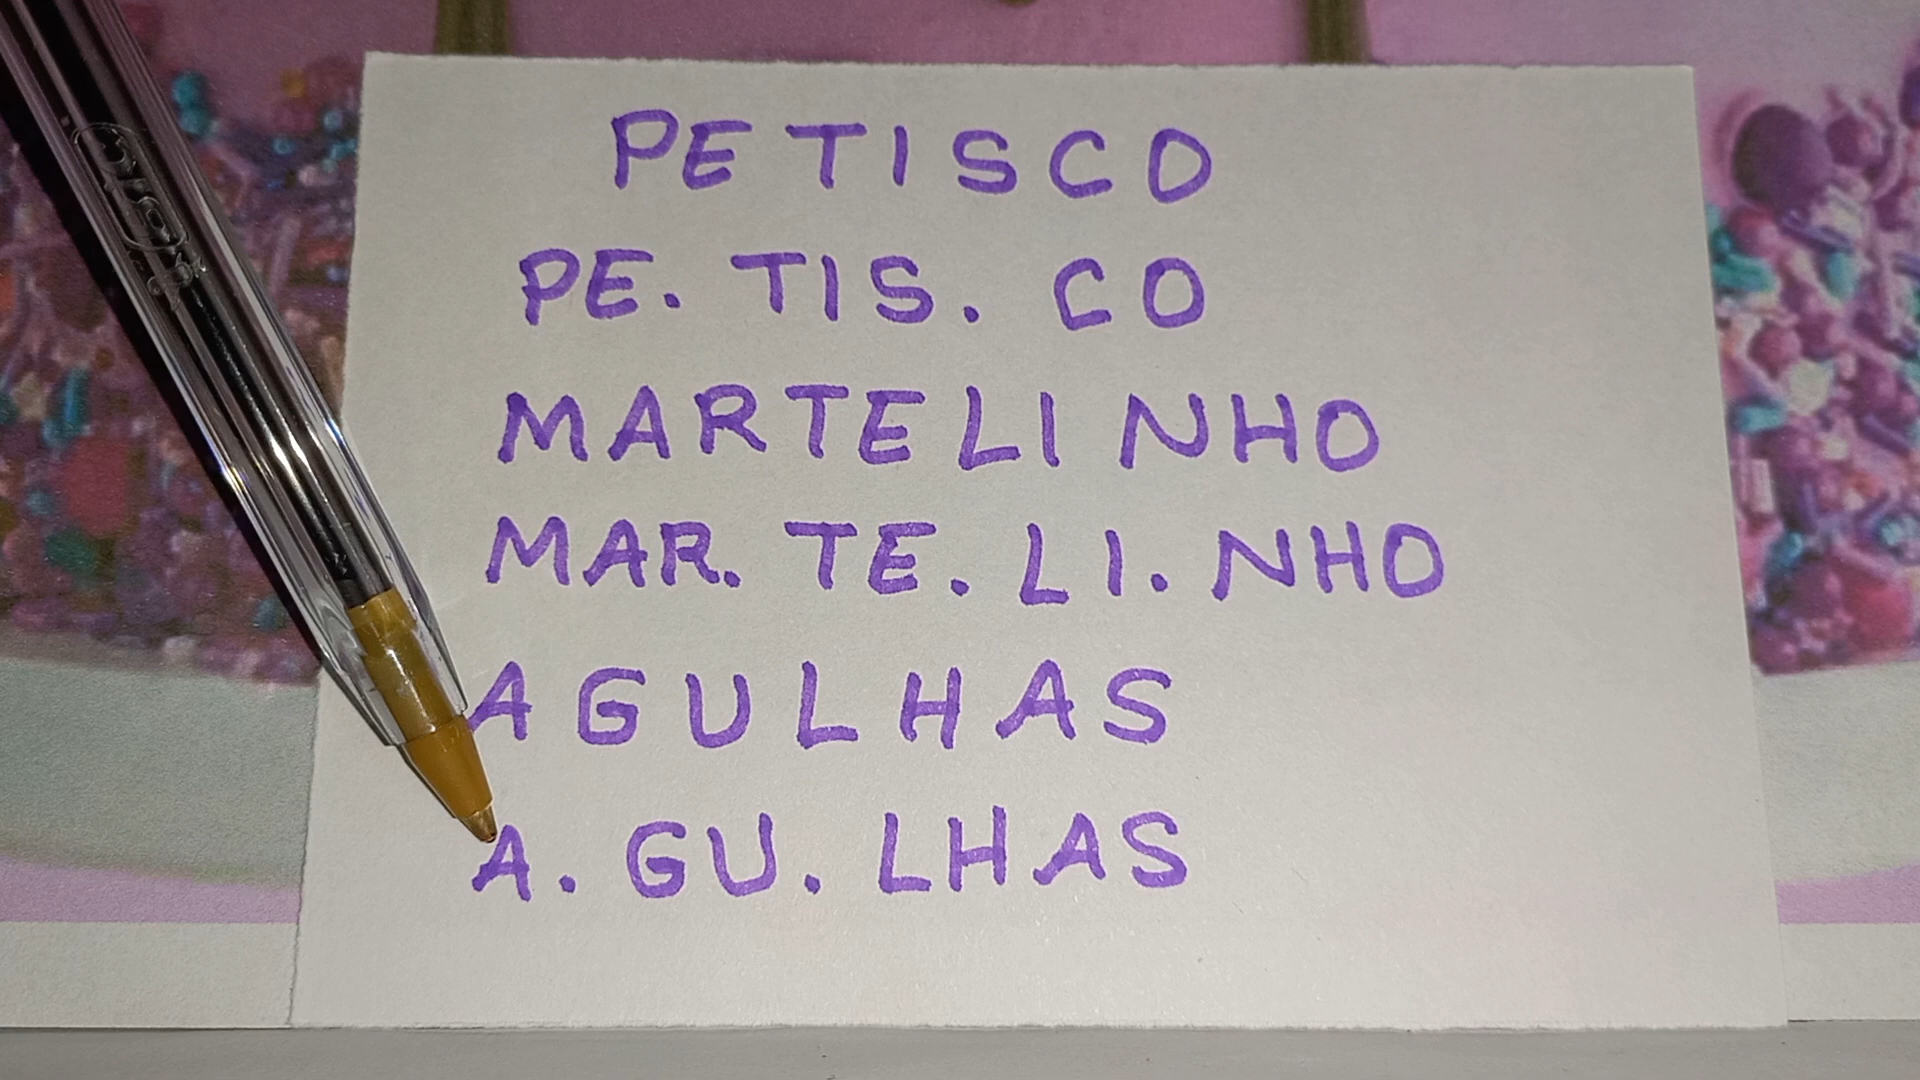 PETISCO
PE. TIS. CO
MARTELINHO
MAR. TE. LI. NHO
AGULHAS
A. GU. LHAS